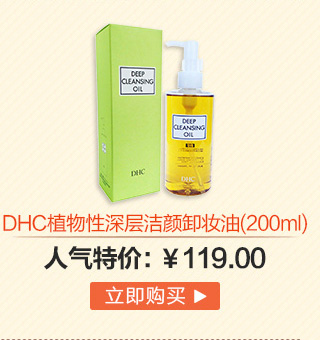 DEEP
CLEANSING
OIL
DHC
DEEP
CLEANSING
OIL
DHC
DHC植物性深层洁颜卸妆油(200ml)
人气特价:￥119.00
立即购买